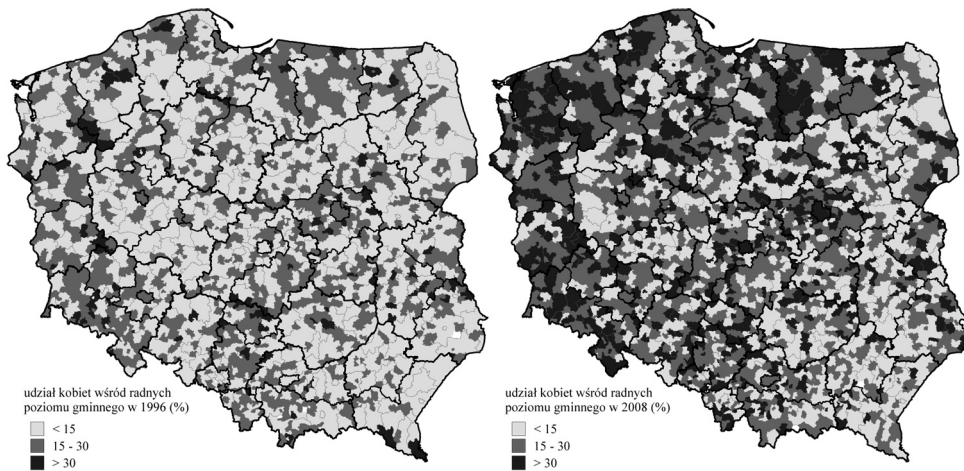 udział kobiet wśród radnych
poziomu gminnego w 1996 (%)
< 15
15 - 30
> 30
udział kobiet wśród radnych
poziomu gminnego w 2008 (%)
< 15
15 - 30
> 30